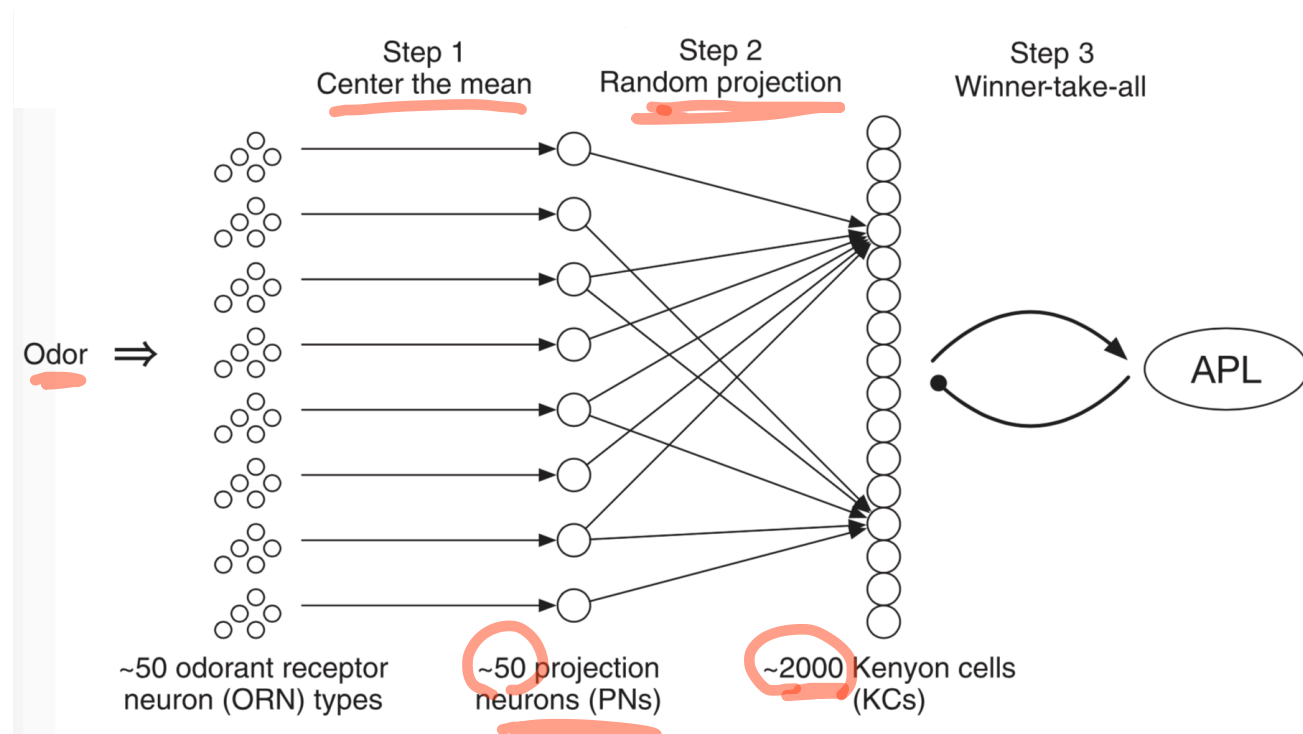 Step 1
Center the mean
Step 2
Random projection
Step 3
Winner-take-all
Odor ⇒
APL
~50 odorant receptor
neuron (ORN) types
~50 projection
neurons (PNs)
~2000 Kenyon cells
(KCs)